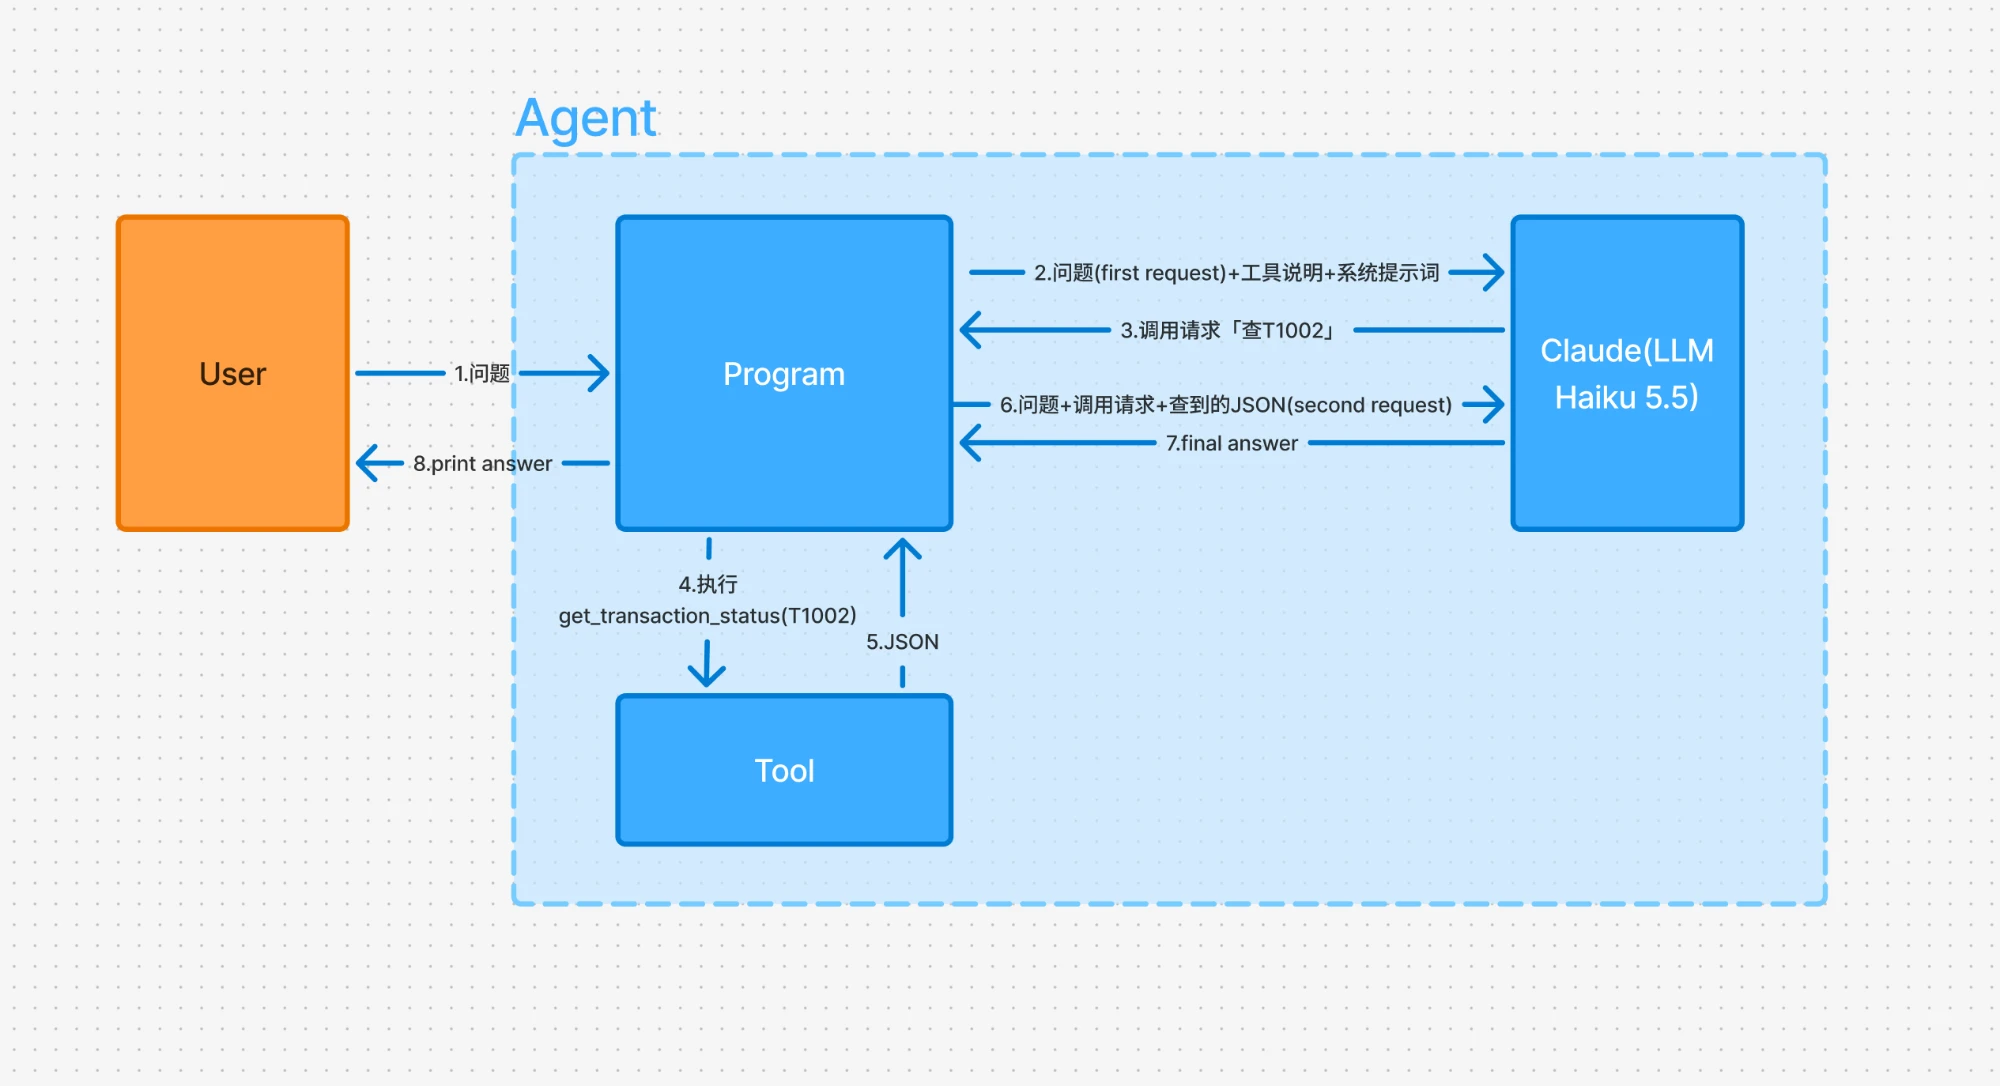 Agent
User
1.问题
8.print answer
Program
2.问题(first request)+工具说明+系统提示词
3.调用请求「查T1002」
6.问题+调用请求+查到的JSON(second request)
7.final answer
Claude(LLM
Haiku 5.5)
4.执行
get_transaction_status(T1002)
5.JSON
Tool